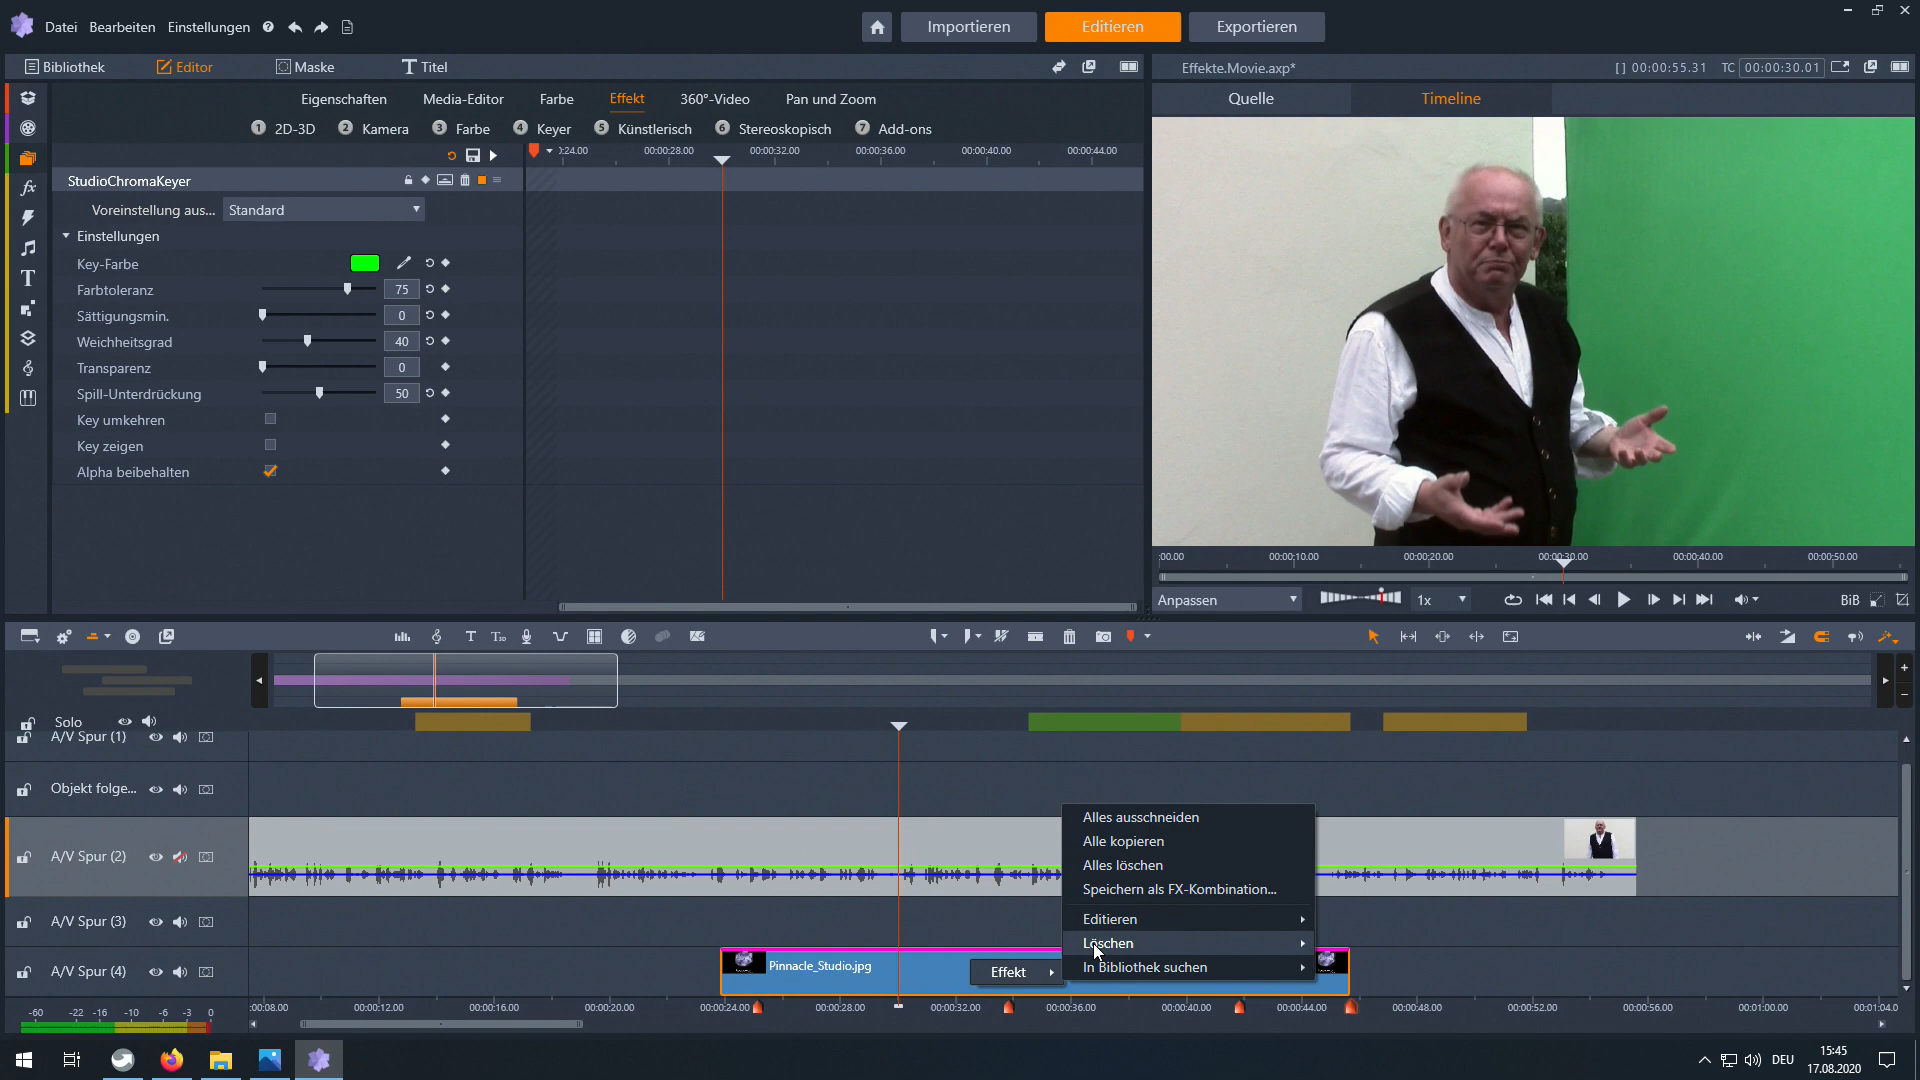 Datei Bearbeiten Einstellungen
Importieren Editieren Exportieren
Bibliothek Editor Maske Titel
Effekte.Movie.axp* [] 00:00:55.31 TC 00:00:30.01
Eigenschaften Media-Editor Farbe Effekt 360°-Video Pan und Zoom
Quelle Timeline
1 2D-3D 2 Kamera 3 Farbe 4 Keyer 5 Künstlerisch 6 Stereoskopisch 7 Add-ons
:24.00 00:00:28.00 00:00:32.00 00:00:36.00 00:00:40.00 00:00:44.00
StudioChromaKeyer
Voreinstellung aus... Standard
Einstellungen
Key-Farbe
Farbtoleranz 75
Sättigungsmin. 0
Weichheitsgrad 40
Transparenz 0
Spill-Unterdrückung 50
Key umkehren
Key zeigen
Alpha beibehalten
:00.00 00:00:10.00 00:00:20.00 00:00:30.00 00:00:40.00 00:00:50.00
Anpassen 1x BiB
Solo
A/V Spur (1)
Objekt folge...
A/V Spur (2)
A/V Spur (3)
A/V Spur (4)
Pinnacle_Studio.jpg
Effekt
Alles ausschneiden
Alle kopieren
Alles löschen
Speichern als FX-Kombination...
Editieren
Löschen
In Bibliothek suchen
-60 -22 -16 -10 -6 -3 0
:00:08.00 00:00:12.00 00:00:16.00 00:00:20.00 00:00:24.00 00:00:28.00 00:00:32.00 00:00:36.00 00:00:40.00 00:00:44.00 00:00:48.00 00:00:52.00 00:00:56.00 00:01:00.00 00:01:04.0
DEU 15:45
17.08.2020